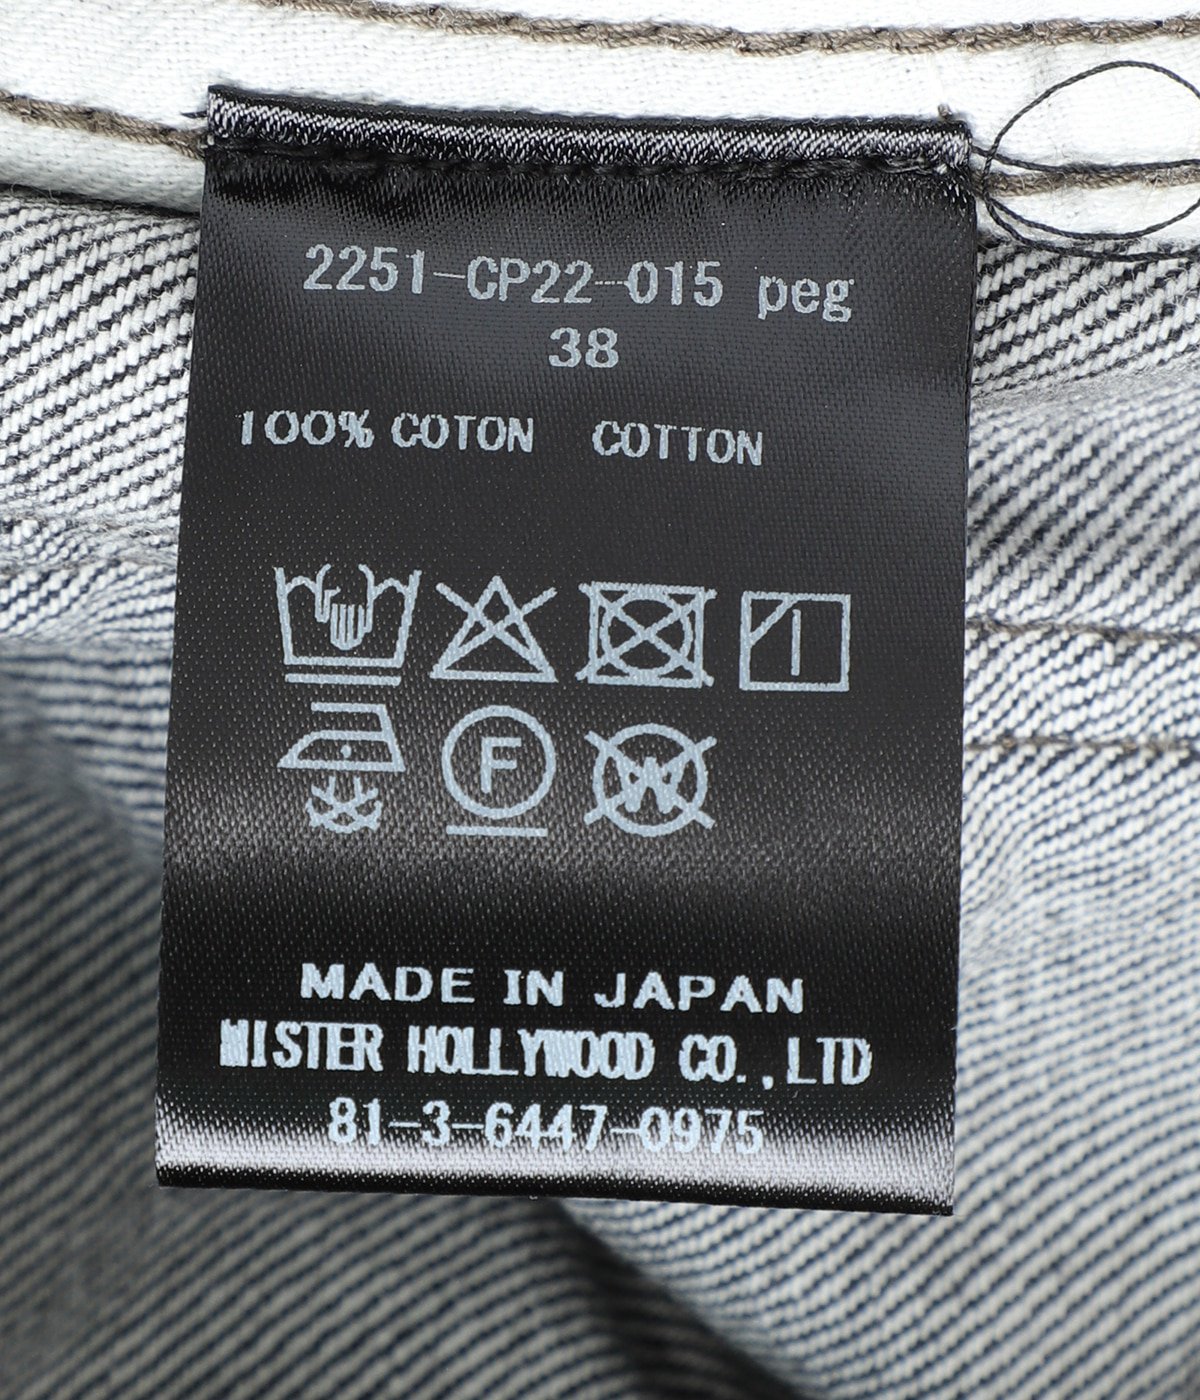 2251-CP22-015 peg
38
100% COTON COTTON
F
W
MADE IN JAPAN
MISTER HOLLYWOOD CO.,LTD
81-3-6447-0975